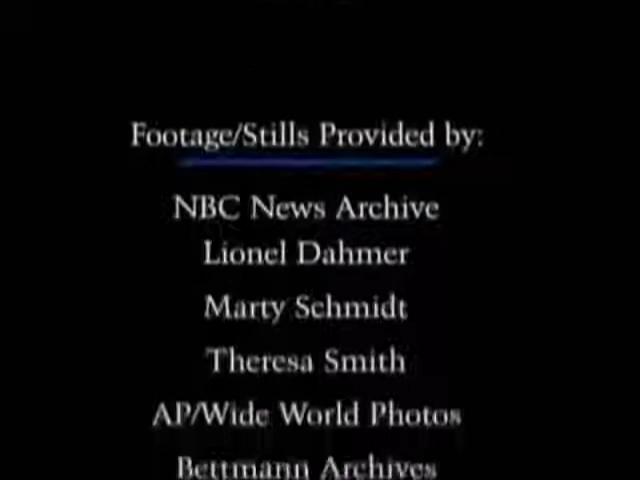 Footage/Stills Provided by:
NBC News Archive
Lionel Dahmer
Marty Schmidt
Theresa Smith
AP/Wide World Photos
Bettmann Archives